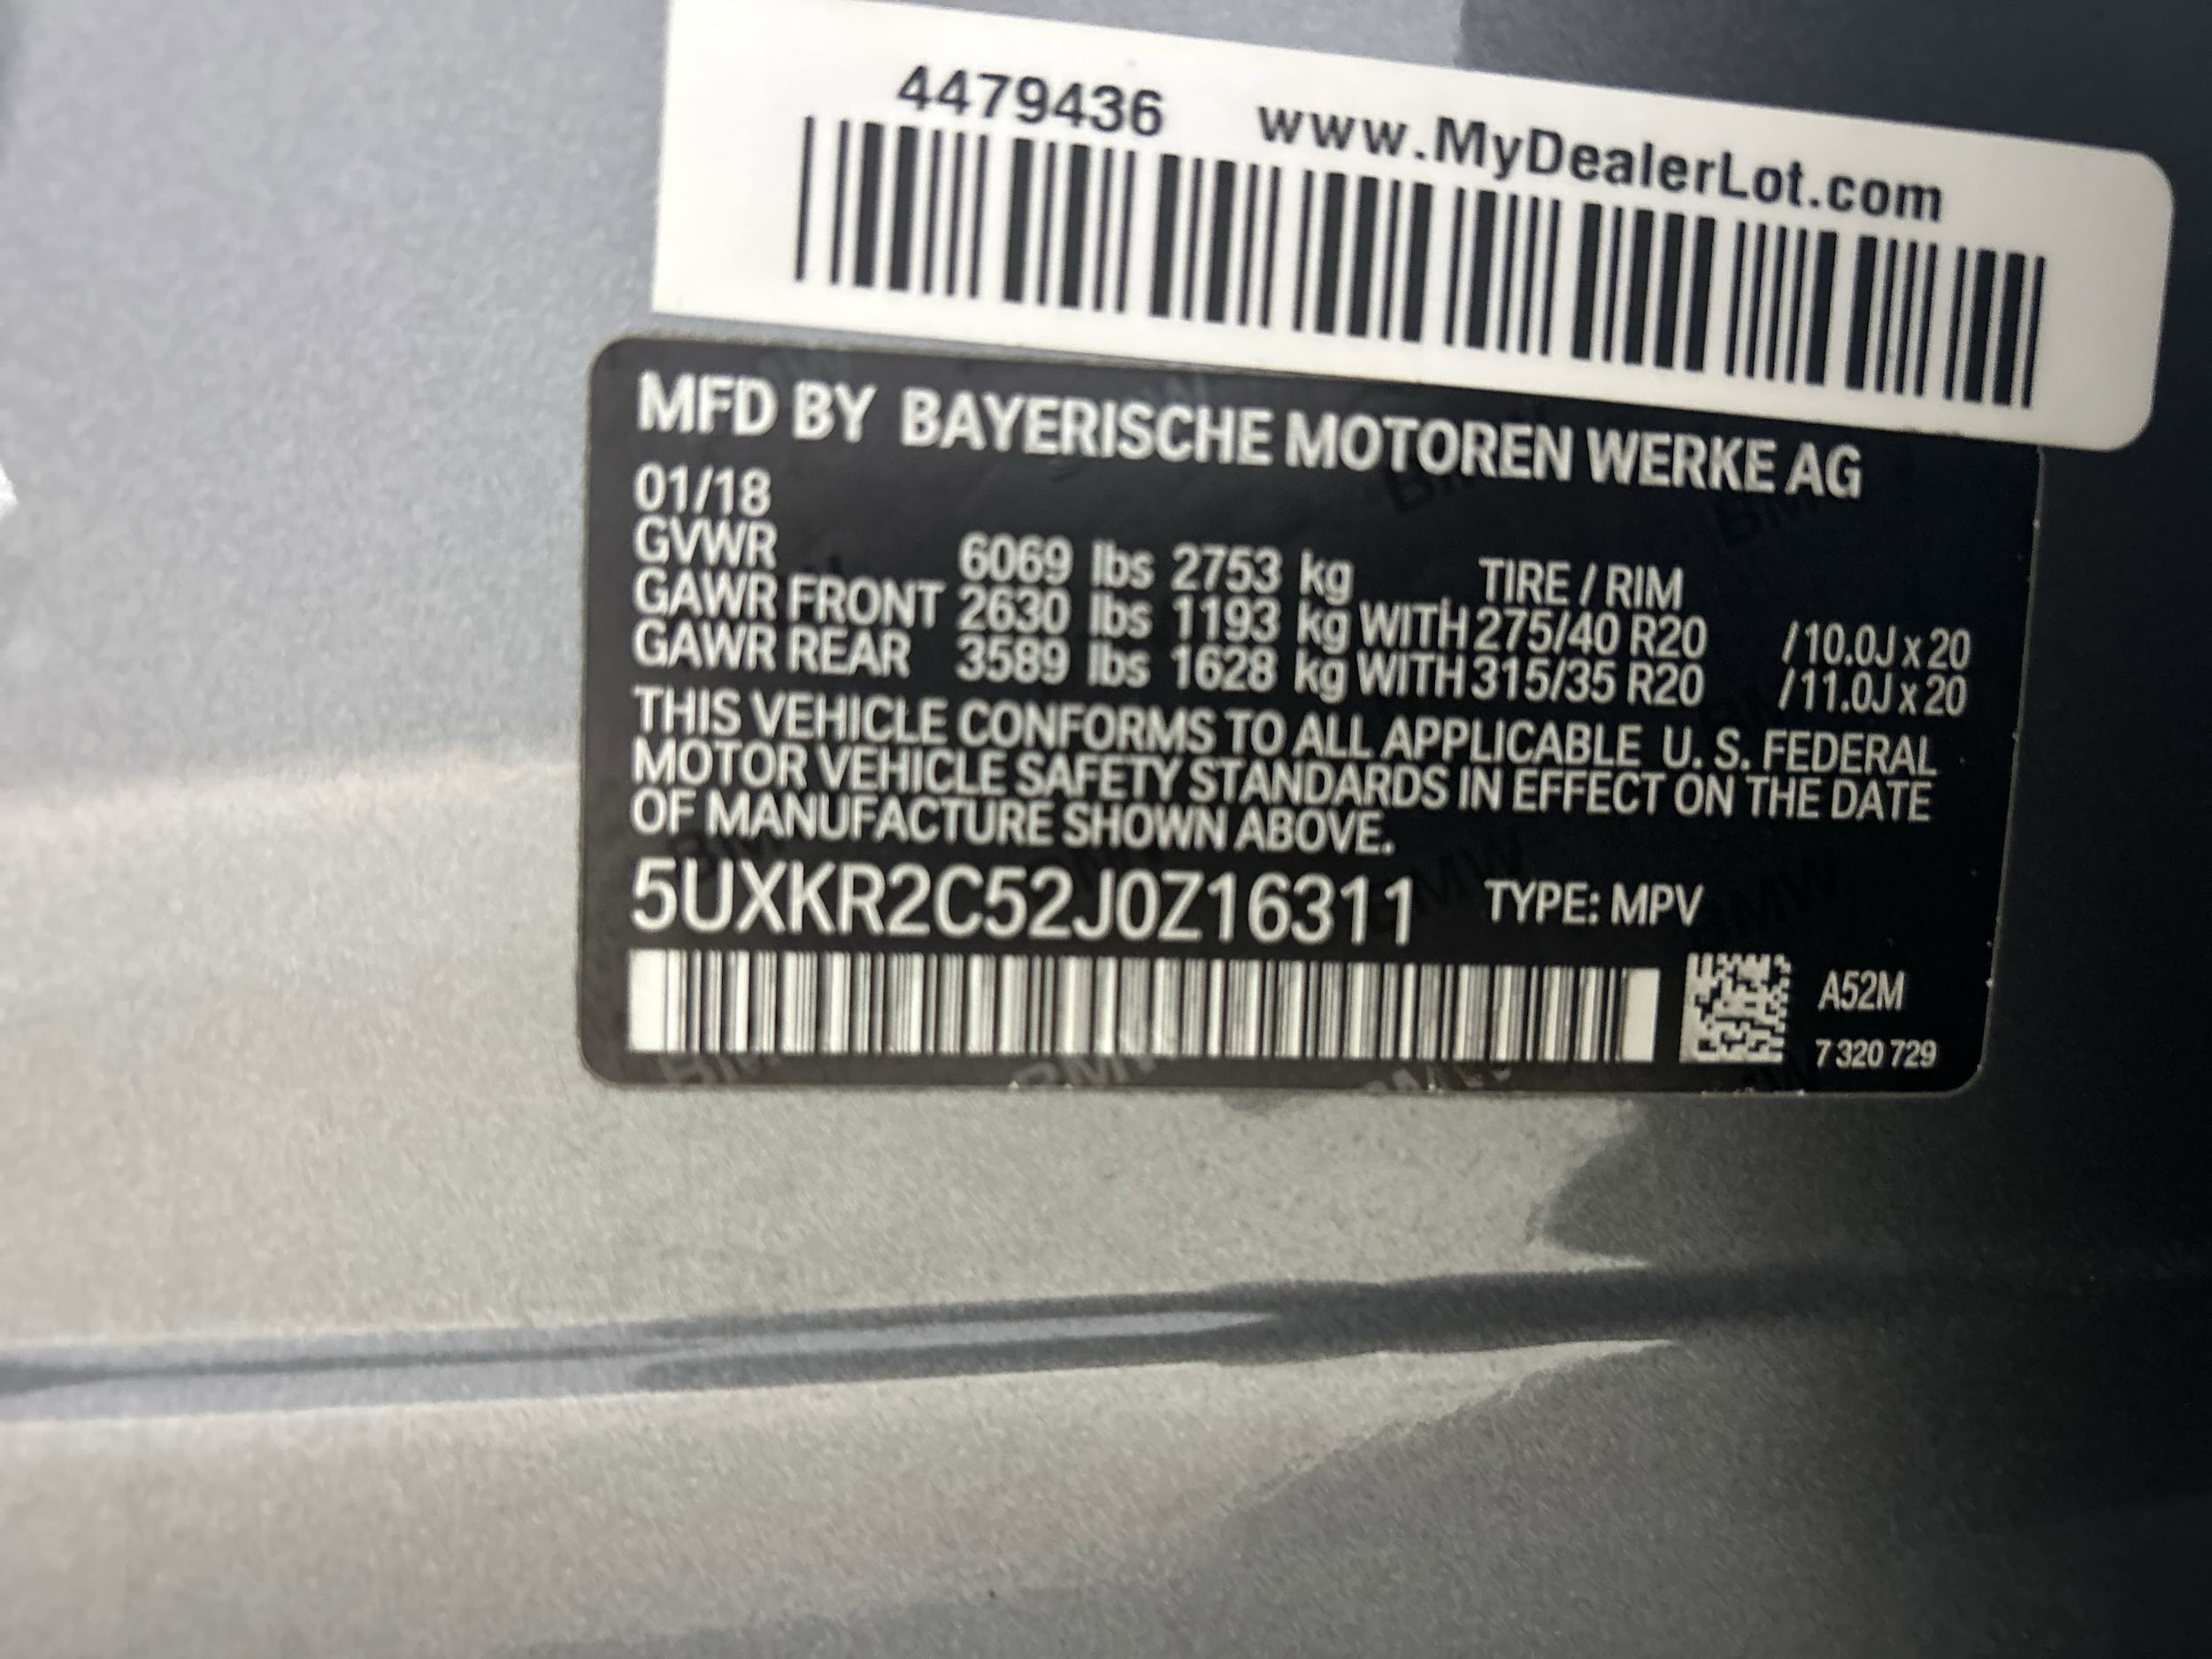 4479436 www.MyDealerLot.com
MFD BY BAYERISCHE MOTOREN WERKE AG
01/18
GVWR 6069 lbs 2753 kg TIRE / RIM
GAWR FRONT 2630 lbs 1193 kg WITH 275/40 R20 /10.0J x 20
GAWR REAR 3589 lbs 1628 kg WITH 315/35 R20 /11.0J x 20
THIS VEHICLE CONFORMS TO ALL APPLICABLE U. S. FEDERAL
MOTOR VEHICLE SAFETY STANDARDS IN EFFECT ON THE DATE
OF MANUFACTURE SHOWN ABOVE.
5UXKR2C52J0Z16311 TYPE: MPV
A52M
7 320 729